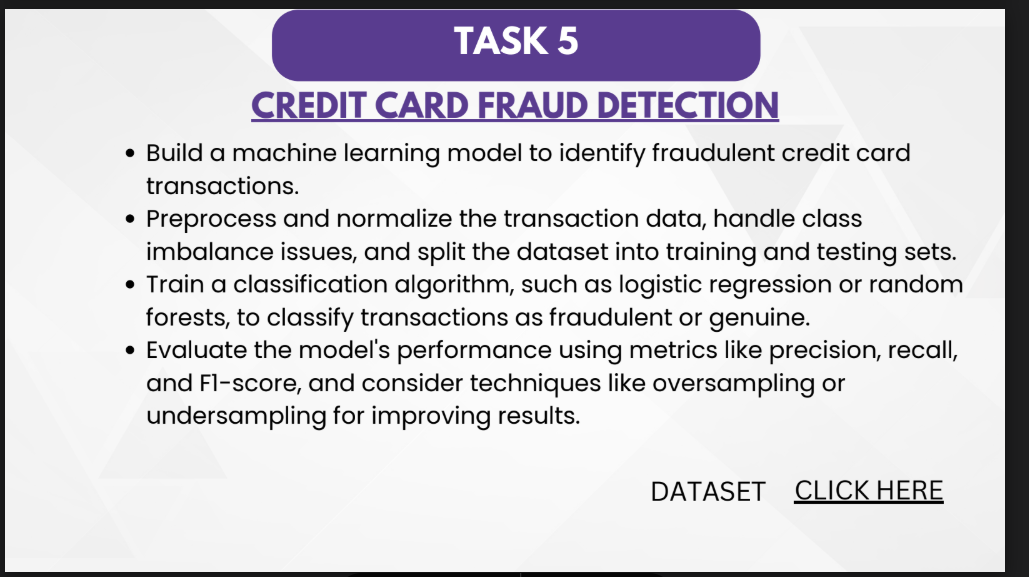 TASK 5
CREDIT CARD FRAUD DETECTION
• Build a machine learning model to identify fraudulent credit card
transactions.
• Preprocess and normalize the transaction data, handle class
imbalance issues, and split the dataset into training and testing sets.
• Train a classification algorithm, such as logistic regression or random
forests, to classify transactions as fraudulent or genuine.
• Evaluate the model's performance using metrics like precision, recall,
and F1-score, and consider techniques like oversampling or
undersampling for improving results.
DATASET CLICK HERE